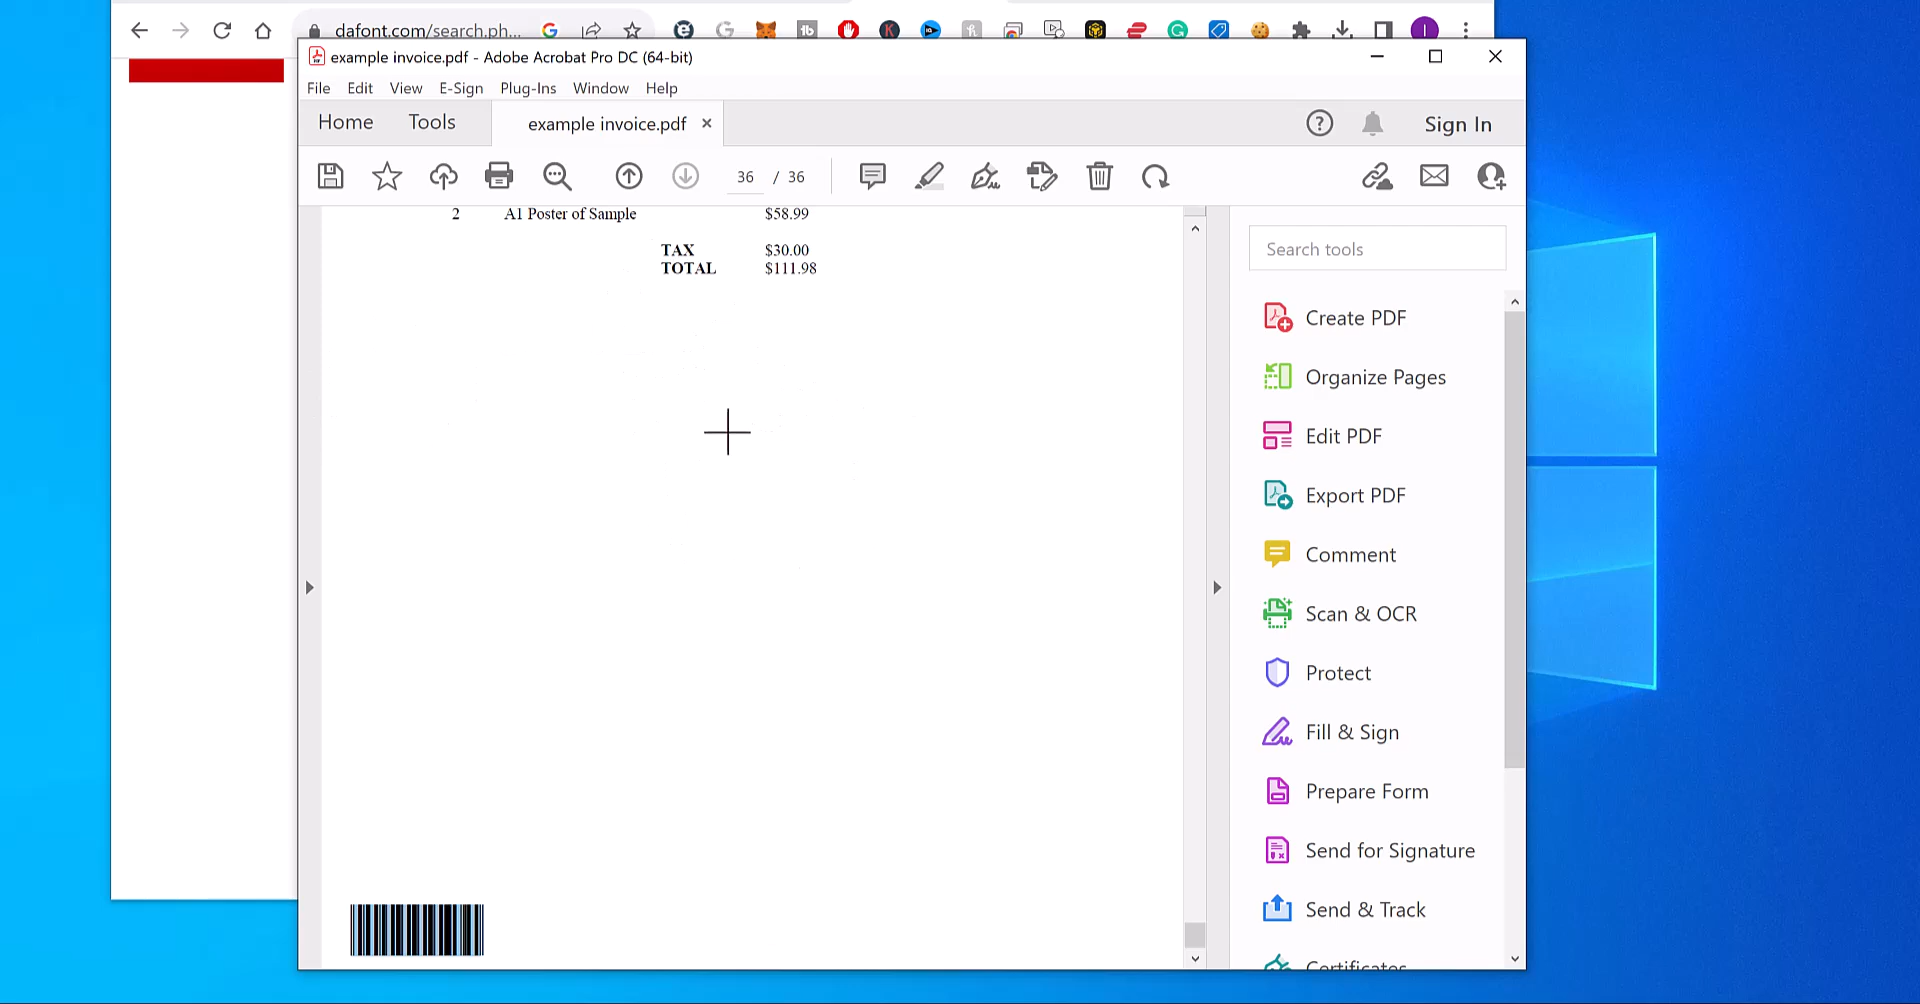 dafont.com/search.ph...
example invoice.pdf - Adobe Acrobat Pro DC (64-bit)
File Edit View E-Sign Plug-Ins Window Help
Home Tools example invoice.pdf Sign In
36 / 36
2 A1 Poster of Sample $58.99
TAX $30.00
TOTAL $111.98
Search tools
Create PDF
Organize Pages
Edit PDF
Export PDF
Comment
Scan & OCR
Protect
Fill & Sign
Prepare Form
Send for Signature
Send & Track
Certificates